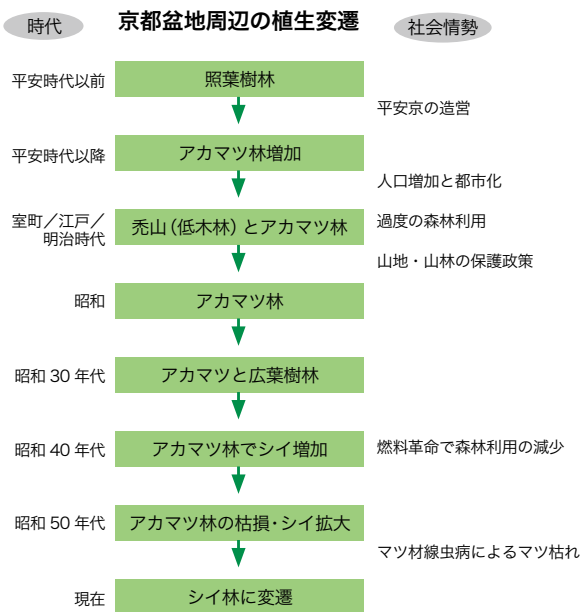 時代
京都盆地周辺の植生変遷
社会情勢
平安時代以前
照葉樹林
平安京の造営
平安時代以降
アカマツ林増加
人口増加と都市化
室町／江戸／
明治時代
禿山（低木林）とアカマツ林
過度の森林利用
山地・山林の保護政策
昭和
アカマツ林
昭和 30 年代
アカマツと広葉樹林
昭和 40 年代
アカマツ林でシイ増加
燃料革命で森林利用の減少
昭和 50 年代
アカマツ林の枯損・シイ拡大
マツ材線虫病によるマツ枯れ
現在
シイ林に変遷